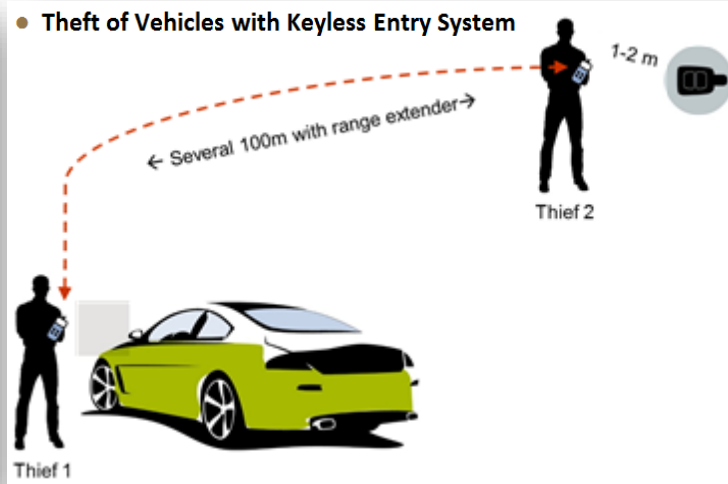 Theft of Vehicles with Keyless Entry System
1-2 m
← Several 100m with range extender→
Thief 2
Thief 1